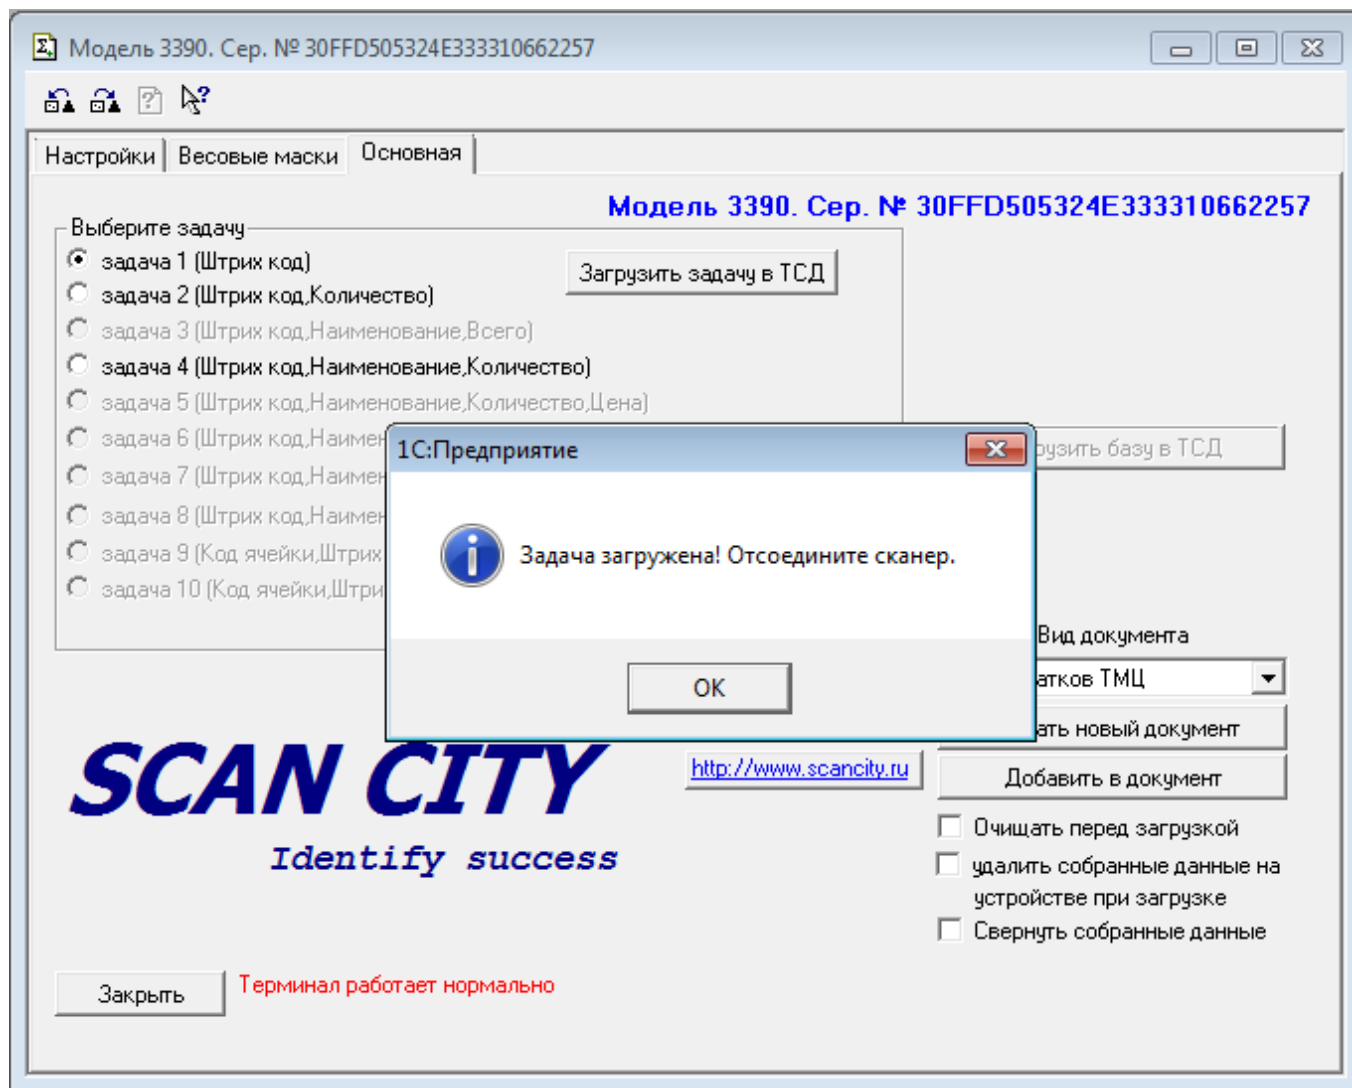 Модель 3390. Сер. № 30FFD505324E333310662257
Настройки Весовые маски Основная
Модель 3390. Сер. № 30FFD505324E333310662257
Выберите задачу
задача 1 (Штрих код)
Загрузить задачу в ТСД
задача 2 (Штрих код,Количество)
задача 3 (Штрих код,Наименование,Всего)
задача 4 (Штрих код,Наименование,Количество)
задача 5 (Штрих код,Наименование,Количество,Цена)
задача 6 (Штрих код,Наимен
задача 7 (Штрих код,Наимен
задача 8 (Штрих код,Наимен
задача 9 (Код ячейки,Штрих
задача 10 (Код ячейки,Штри
базу в ТСД
1С:Предприятие
Задача загружена! Отсоедините сканер.
OK
Вид документа
атков ТМЦ
ать новый документ
Добавить в документ
Очищать перед загрузкой
удалить собранные данные на
устройстве при загрузке
Свернуть собранные данные
SCAN CITY
Identify success
http://www.scancity.ru
Закрыть
Терминал работает нормально